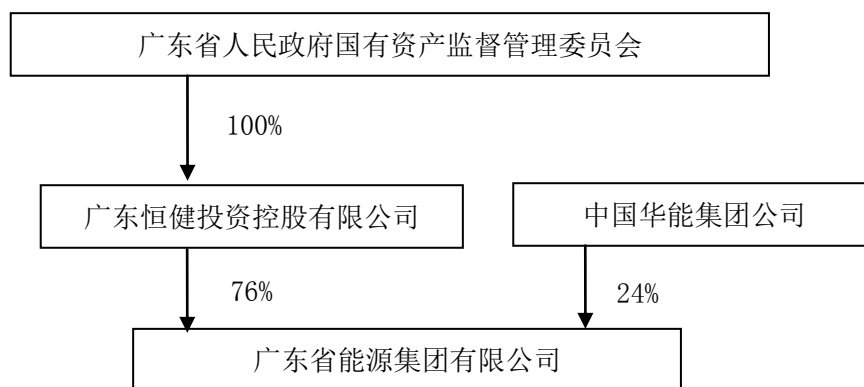 广东省人民政府国有资产监督管理委员会
100%
广东恒健投资控股有限公司
中国华能集团公司
76%
24%
广东省能源集团有限公司